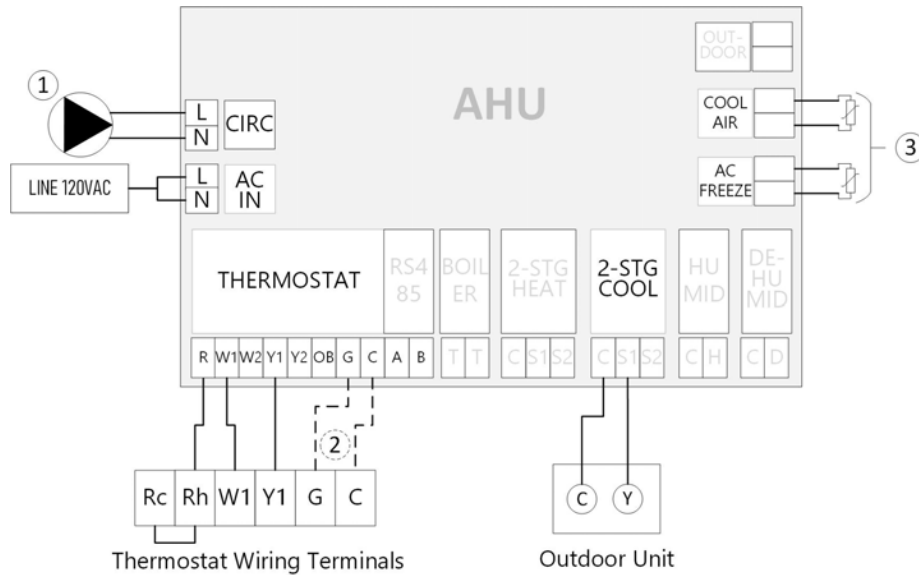 OUT-
DOOR
1
AHU
L
N
CIRC
COOL
AIR
3
LINE 120VAC
L
N
AC
IN
AC
FREEZE
THERMOSTAT
RS4
85
BOIL
ER
2-STG
HEAT
2-STG
COOL
HU
MID
DE-
HU
MID
R W1 W2 Y1 Y2 OB G C A B
T T
C S1 S2
C S1 S2
C H
C D
2
Rc Rh W1 Y1 G C
C Y
Thermostat Wiring Terminals
Outdoor Unit